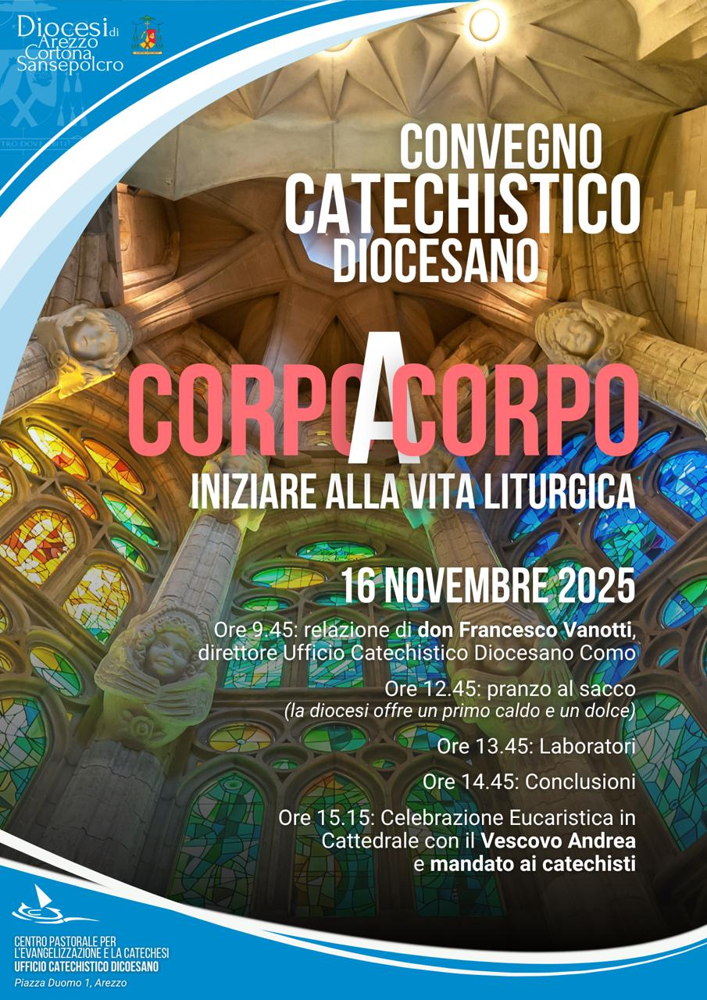 Diocesi di
Arezzo
Cortona
Sansepolcro
CONVEGNO
CATECHISTICO
DIOCESANO
CORPO A CORPO
INIZIARE ALLA VITA LITURGICA
16 NOVEMBRE 2025
Ore 9.45: relazione di don Francesco Vanotti,
direttore Ufficio Catechistico Diocesano Como
Ore 12.45: pranzo al sacco
(la diocesi offre un primo caldo e un dolce)
Ore 13.45: Laboratori
Ore 14.45: Conclusioni
Ore 15.15: Celebrazione Eucaristica in
Cattedrale con il Vescovo Andrea
e mandato ai catechisti
CENTRO PASTORALE PER
L'EVANGELIZZAZIONE E LA CATECHESI
UFFICIO CATECHISTICO DICOESANO
Piazza Duomo 1, Arezzo